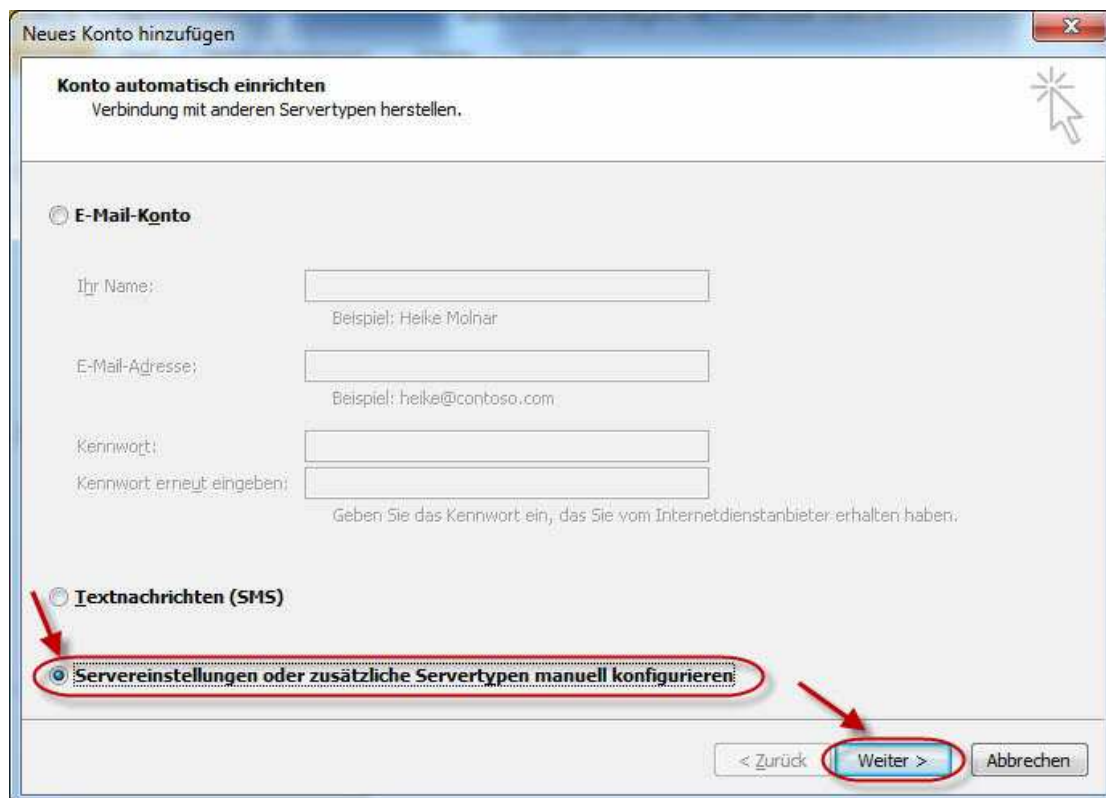 Neues Konto hinzufügen
Konto automatisch einrichten
Verbindung mit anderen Servertypen herstellen.
E-Mail-Konto
Ihr Name:
Beispiel: Heike Molnar
E-Mail-Adresse:
Beispiel: heike@contoso.com
Kennwort:
Kennwort erneut eingeben:
Geben Sie das Kennwort ein, das Sie vom Internetdienstanbieter erhalten haben.
Textnachrichten (SMS)
Servereinstellungen oder zusätzliche Servertypen manuell konfigurieren
< Zurück Weiter > Abbrechen